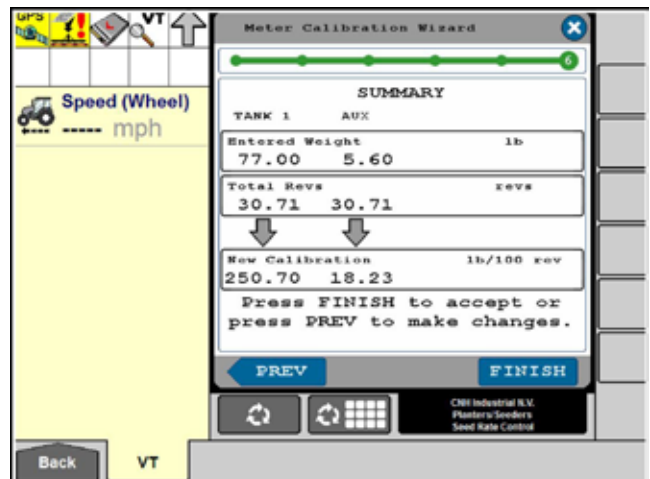 GPS
VT
Meter Calibration Wizard
6
Speed (Wheel)
----- mph
SUMMARY
TANK 1 AUX
Entered Weight lb
77.00 5.60
Total Revs revs
30.71 30.71
New Calibration lb/100 rev
250.70 18.23
Press FINISH to accept or
press PREV to make changes.
PREV FINISH
CNH Industrial N.V.
Planters/Seeders
Seed Rate Control
Back VT